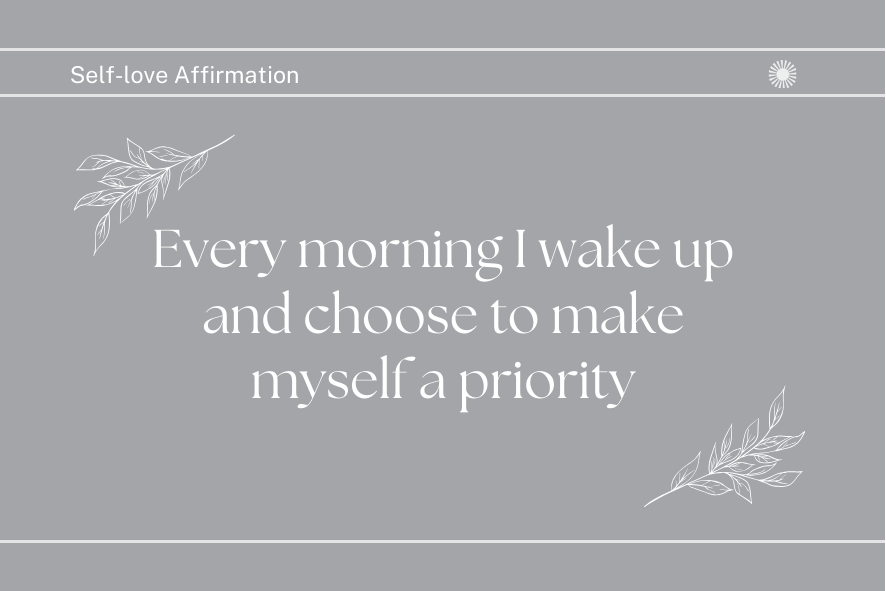 Self-love Affirmation
Every morning I wake up
and choose to make
myself a priority